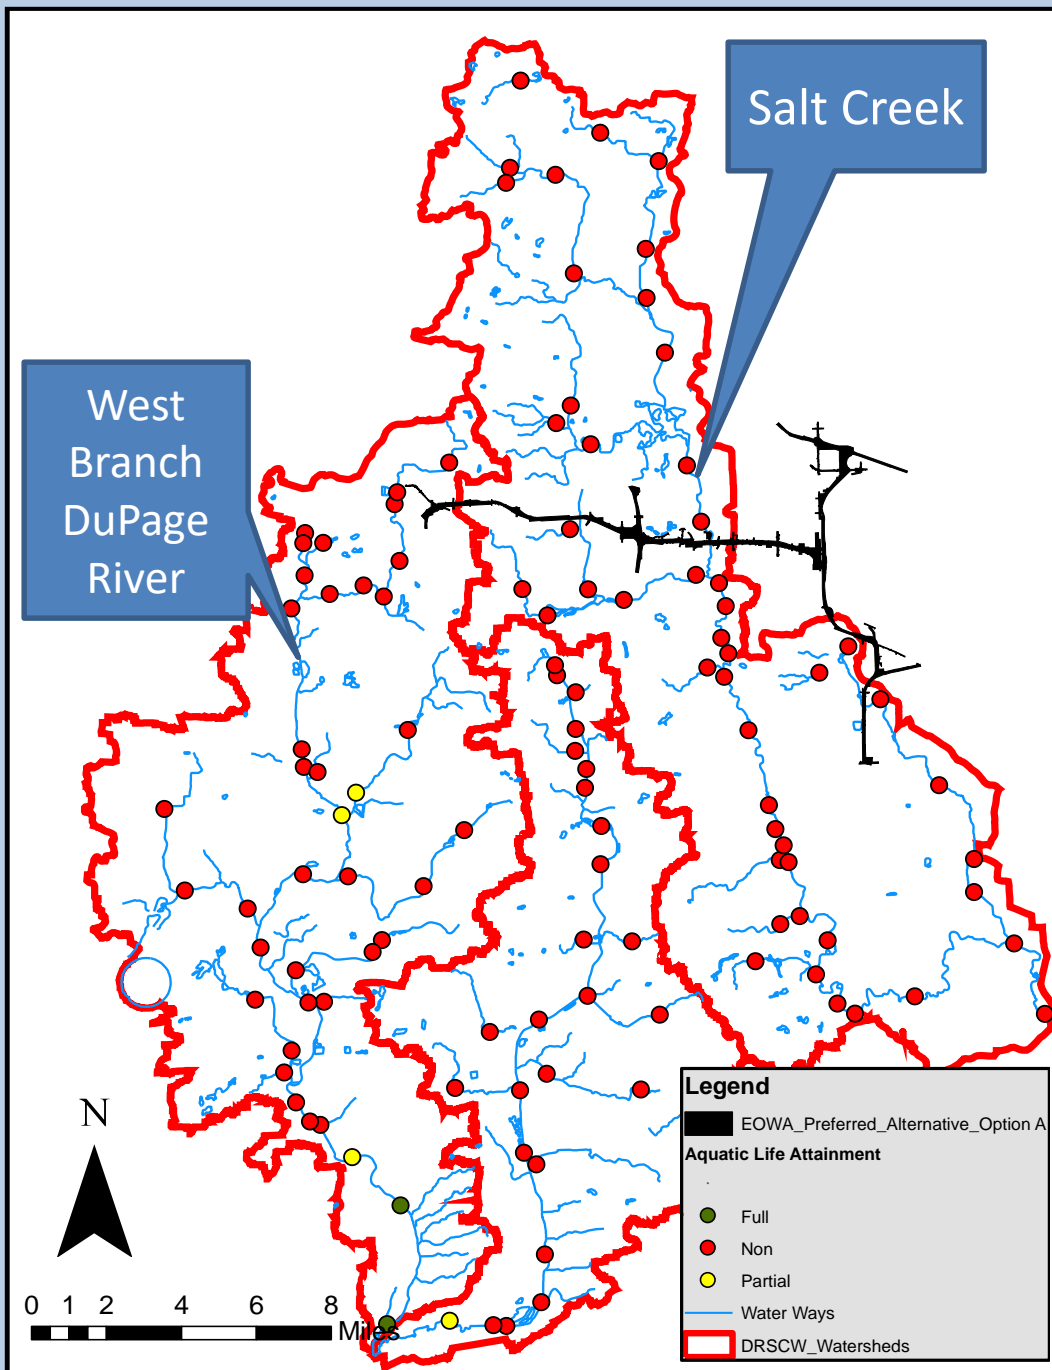 Salt Creek
West
Branch
DuPage
River
N
0 1 2 4 6 8
Miles
Legend
EOWA_Preferred_Alternative_Option A
Aquatic Life Attainment
.
Full
Non
Partial
Water Ways
DRSCW_Watersheds